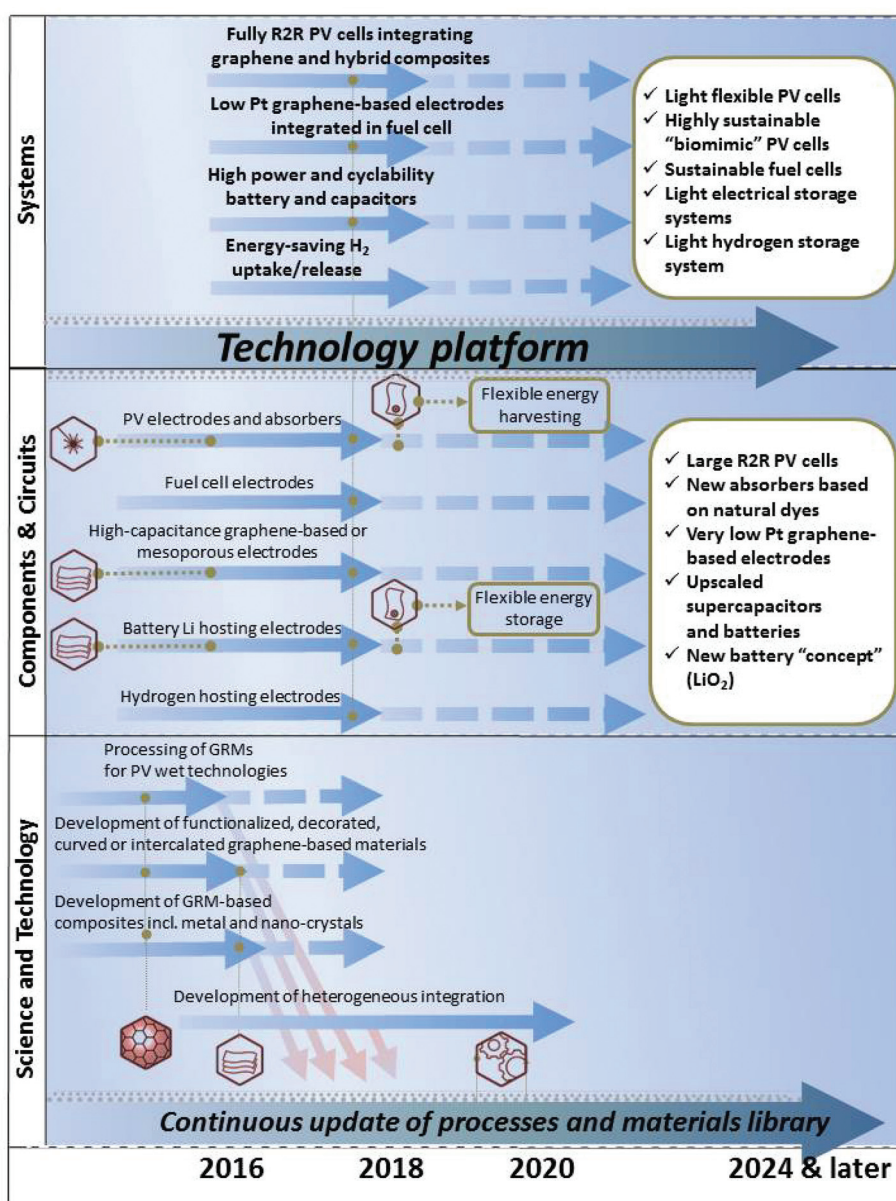 Systems
Fully R2R PV cells integrating
graphene and hybrid composites
Low Pt graphene-based electrodes
integrated in fuel cell
High power and cyclability
battery and capacitors
Energy-saving H₂
uptake/release
✓ Light flexible PV cells
✓ Highly sustainable
"biomimic" PV cells
✓ Sustainable fuel cells
✓ Light electrical storage
systems
✓ Light hydrogen storage
system
Technology platform
Components & Circuits
PV electrodes and absorbers
Flexible energy
harvesting
Fuel cell electrodes
High-capacitance graphene-based or
mesoporous electrodes
Flexible energy
storage
Battery Li hosting electrodes
Hydrogen hosting electrodes
✓ Large R2R PV cells
✓ New absorbers based
on natural dyes
✓ Very low Pt graphene-
based electrodes
✓ Upscaled
supercapacitors
and batteries
✓ New battery "concept"
(LiO₂)
Science and Technology
Processing of GRMs
for PV wet technologies
Development of functionalized, decorated,
curved or intercalated graphene-based materials
Development of GRM-based
composites incl. metal and nano-crystals
Development of heterogeneous integration
Continuous update of processes and materials library
2016 2018 2020 2024 & later